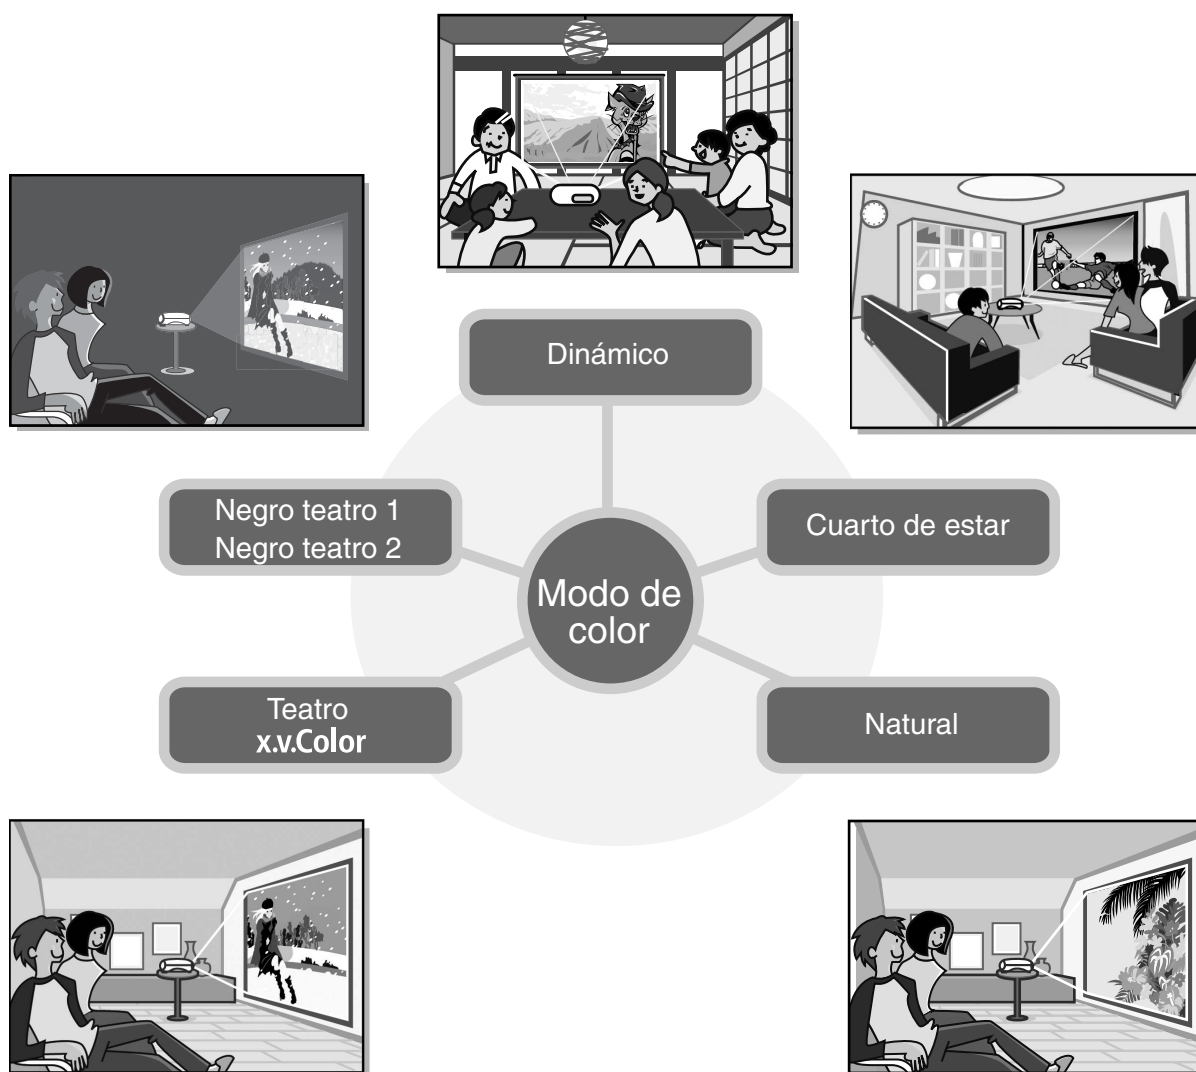 Dinámico
Negro teatro 1
Negro teatro 2
Cuarto de estar
Modo de
color
Teatro
x.v.Color
Natural